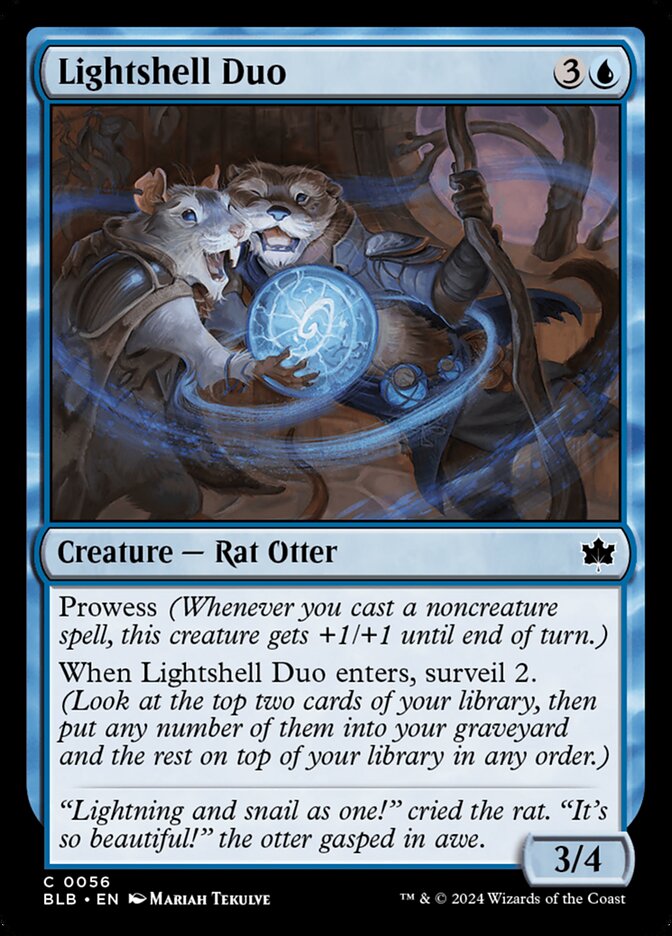 Lightshell Duo 3
Creature — Rat Otter
Prowess (Whenever you cast a noncreature
spell, this creature gets +1/+1 until end of turn.)
When Lightshell Duo enters, surveil 2.
(Look at the top two cards of your library, then
put any number of them into your graveyard
and the rest on top of your library in any order.)
“Lightning and snail as one!” cried the rat. “It’s
so beautiful!” the otter gasped in awe.
3/4
C 0056
BLB • EN Mariah Tekulve ™ & © 2024 Wizards of the Coast